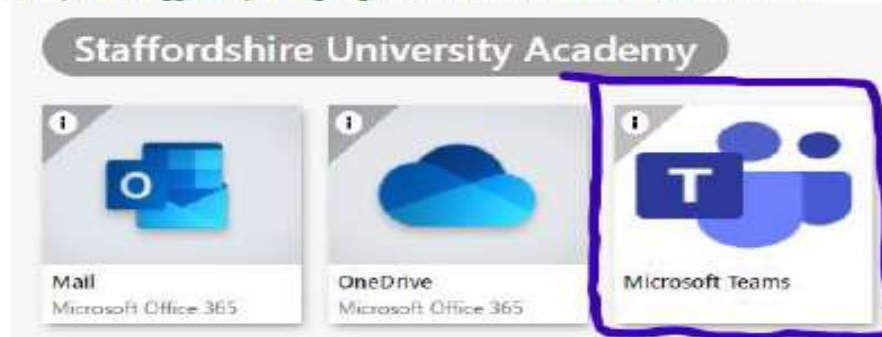 Staffordshire University Academy
i
i
i
O
T
Mail
Microsoft Office 365
OneDrive
Microsoft Office 365
Microsoft Teams